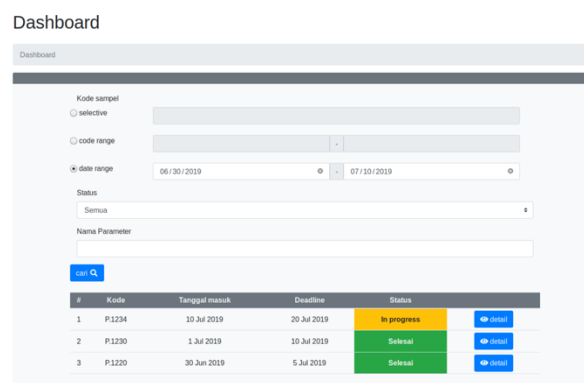 Dashboard
Dashboard
Kode sampel
selective
code range
-
date range
06/30/2019 - 07/10/2019
Status
Semua
Nama Parameter
cari
# Kode Tanggal masuk Deadline Status
1 P.1234 10 Jul 2019 20 Jul 2019 In progress detail
2 P.1230 1 Jul 2019 10 Jul 2019 Selesai detail
3 P.1220 30 Jun 2019 5 Jul 2019 Selesai detail